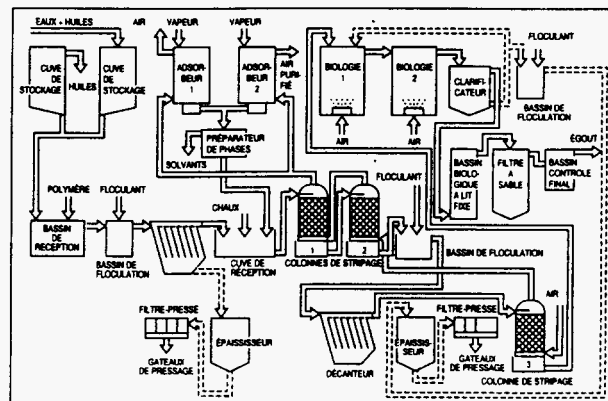 EAUX + HUILES
AIR
VAPEUR
VAPEUR
CUVE
DE
STOCKAGE
HUILES
CUVE
DE
STOCKAGE
ADSOR-
BEUR
1
ADSOR-
BEUR
2
AIR
PURI-
FIÉ
BIOLOGIE
1
BIOLOGIE
2
CLARIFI-
CATEUR
FLOCULANT
BASSIN DE
FLOCULATION
AIR
AIR
PRÉPARATEUR
DE PHASES
SOLVANTS
BASSIN
BIOLO-
GIQUE
A LIT
FIXE
FILTRE
A
SABLE
ÉGOUT
BASSIN
CONTROLE
FINAL
POLYMÈRE
FLOCULANT
CHAUX
FLOCULANT
BASSIN
DE
RÉCEPTION
BASSIN DE
FLOCULATION
CUVE DE
RÉCEPTION
1
2
COLONNES DE STRIPAGE
BASSIN DE
FLOCULATION
AIR
FILTRE-PRESSE
GATEAUX
DE PRESSAGE
ÉPAISSISSEUR
DÉCANTEUR
ÉPAISSIS-
SEUR
FILTRE-PRESSE
GATEAUX
DE PRESSAGE
3
COLONNE DE STRIPAGE